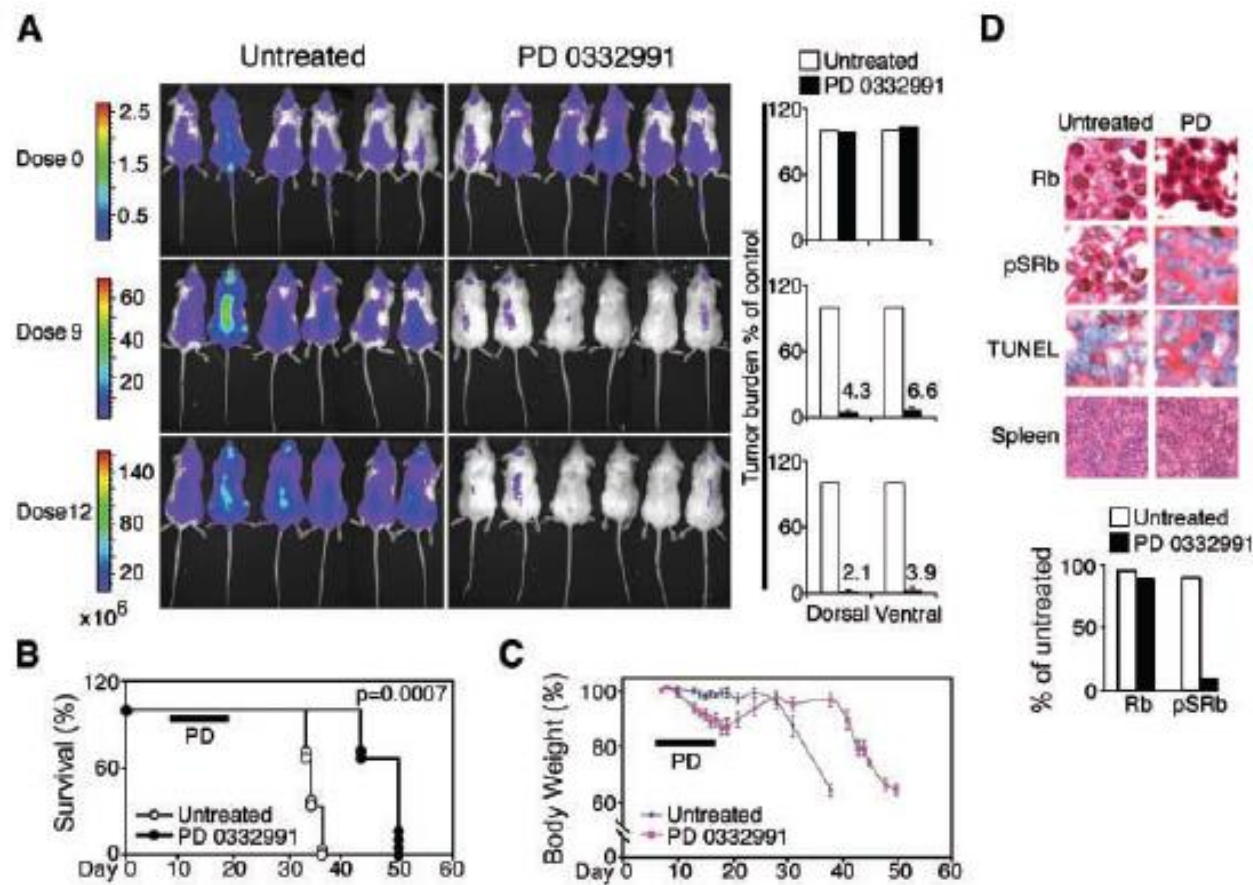 A
Untreated
PD 0332991
Dose 0
2.5
1.5
0.5
Dose 9
60
40
20
Dose 12
140
80
20
×10⁶
Untreated
PD 0332991
Tumor burden % of control
120
60
0
120
60
0
4.3
6.6
120
60
0
2.1
3.9
Dorsal Ventral
D
Untreated PD
Rb
pSRb
TUNEL
Spleen
Untreated
PD 0332991
% of untreated
100
50
0
Rb pSRb
B
Survival (%)
120
60
0
p=0.0007
PD
Untreated
PD 0332991
Day 0 10 20 30 40 50 60
C
Body Weight (%)
100
80
60
0
PD
Untreated
PD 0332991
Day 0 10 20 30 40 50 60